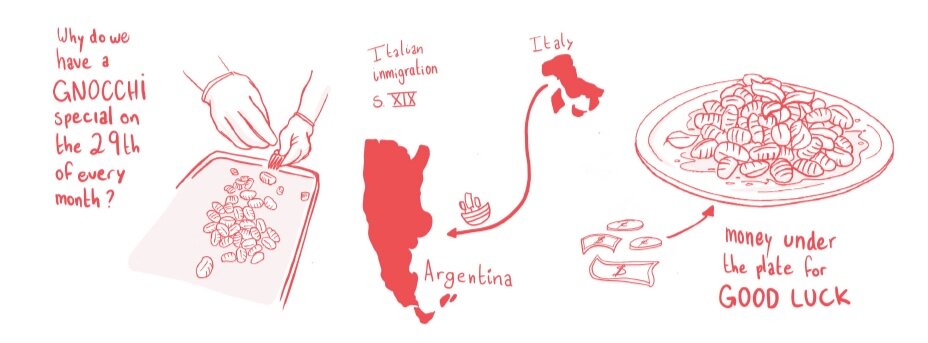 Why do we
have a
GNOCCHi
special on
the 29th
of every
month?
Italian
inmigration
S. XIX
Italy
Argentina
$
money under
the plate for
GOOD LUCK